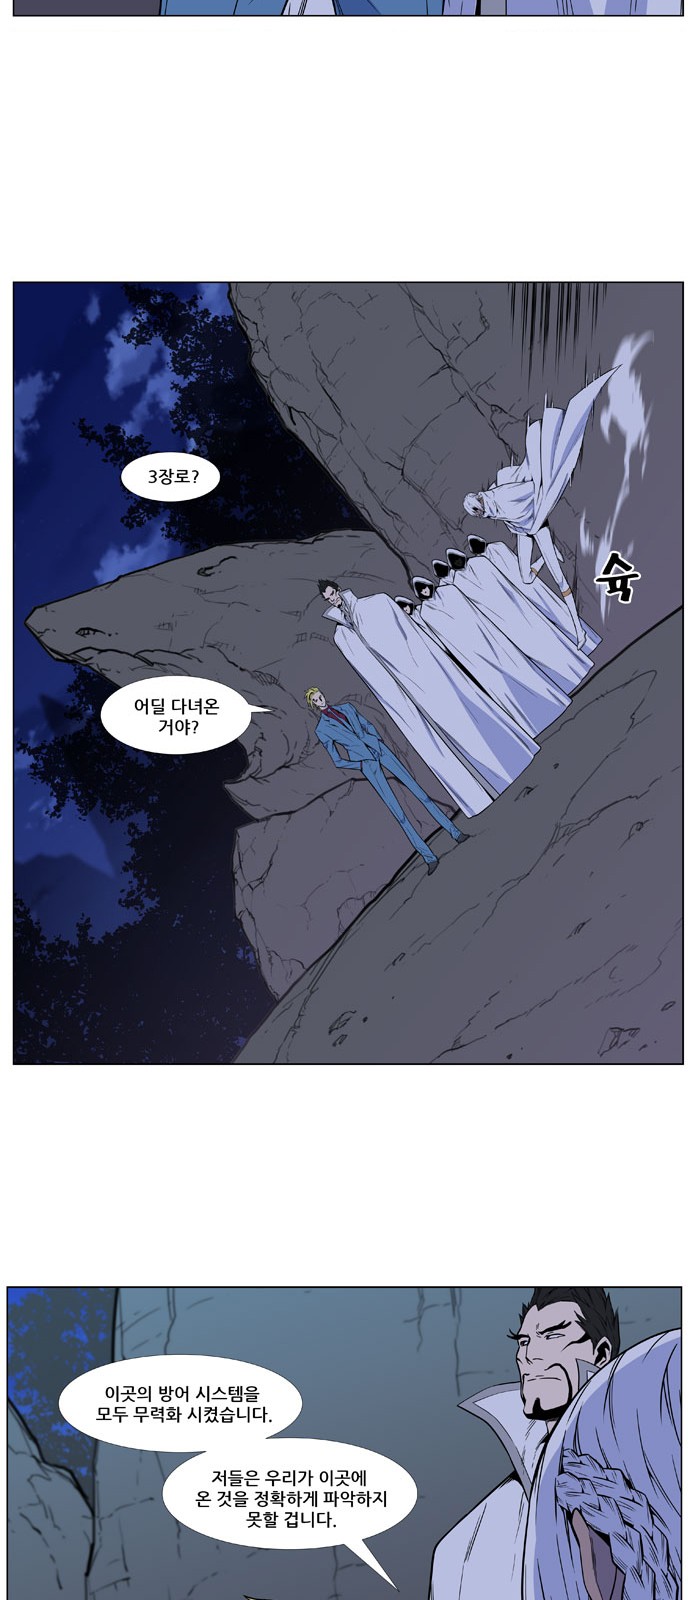 3장로?
어딜 다녀온
거야?
슉
이곳의 방어 시스템을
모두 무력화 시켰습니다.
저들은 우리가 이곳에
온 것을 정확하게 파악하지
못할 겁니다.